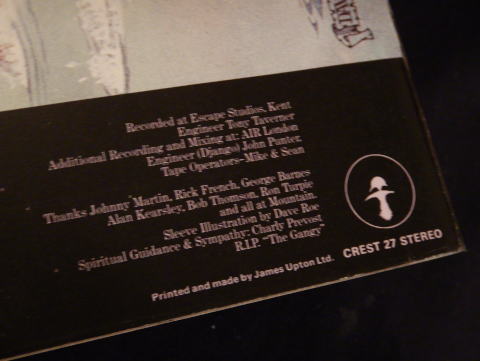 Recorded at Escape Studios, Kent
Engineer Tony Taverner
Additional Recording and Mixing at: AIR London
Engineer (Django) John Punter,
Tape Operators-Mike & Sean
Thanks Johnny Martin, Rick French, George Barnes
Alan Kearsley, Bob Thomson, Ron Turpie
and all at Mountain.
Sleeve Illustration by Dave Roe
Spiritual Guidance & Sympathy: Charly Prevost
R.I.P. "The Gangy"
Printed and made by James Upton Ltd.
CREST 27 STEREO